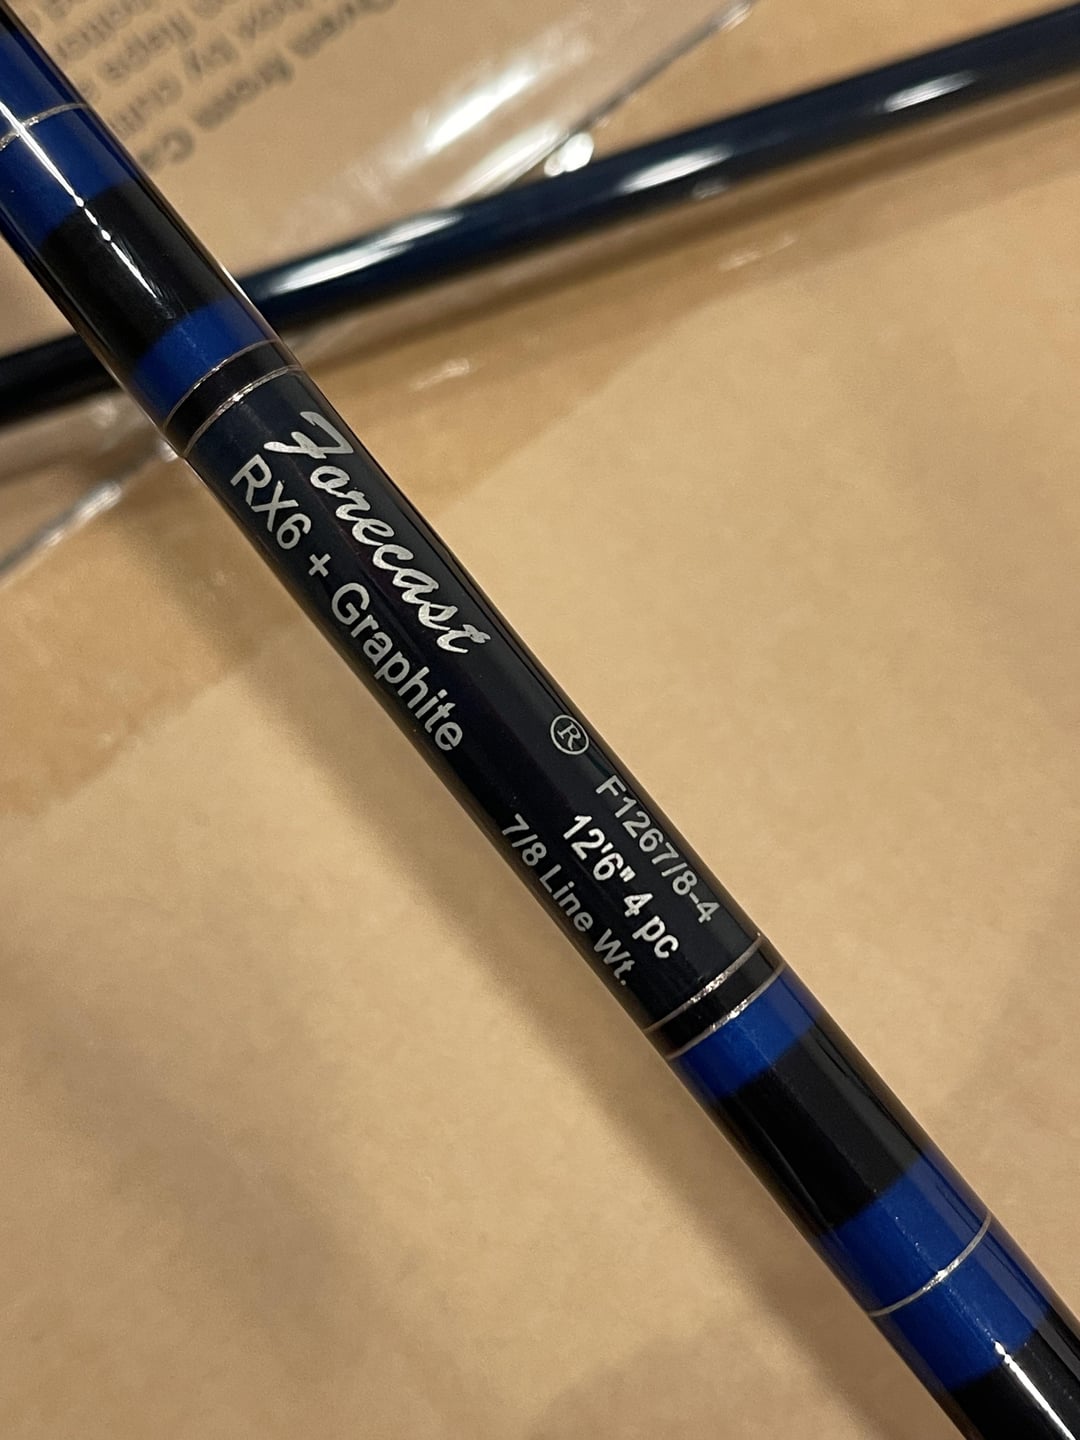 Forecast ®
RX6 + Graphite
F1267/8-4
12'6" 4 pc
7/8 Line Wt.